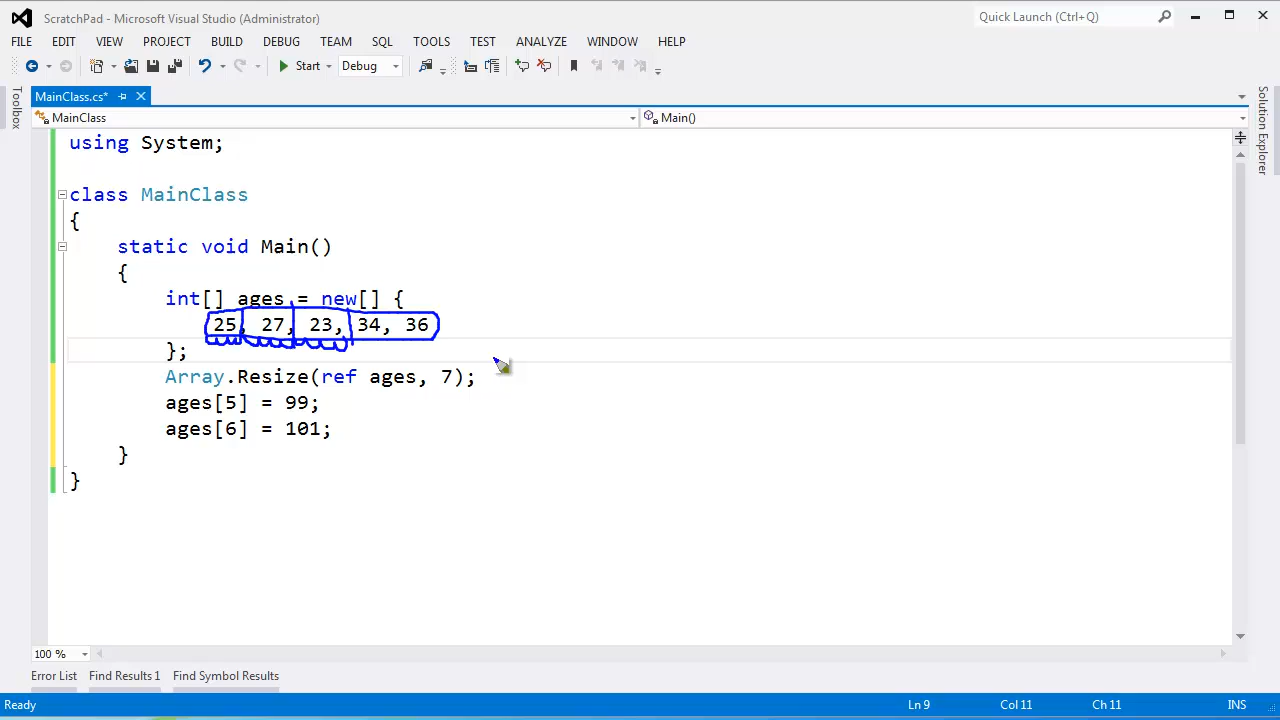 ScratchPad - Microsoft Visual Studio (Administrator)
Quick Launch (Ctrl+Q)
FILE EDIT VIEW PROJECT BUILD DEBUG TEAM SQL TOOLS TEST ANALYZE WINDOW HELP
Start Debug
MainClass.cs*
Toolbox
Solution Explorer
MainClass Main()
using System;
class MainClass
{
static void Main()
{
int[] ages = new[] {
25, 27, 23, 34, 36
};
Array.Resize(ref ages, 7);
ages[5] = 99;
ages[6] = 101;
}
}
100 %
Error List Find Results 1 Find Symbol Results
Ready Ln 9 Col 11 Ch 11 INS